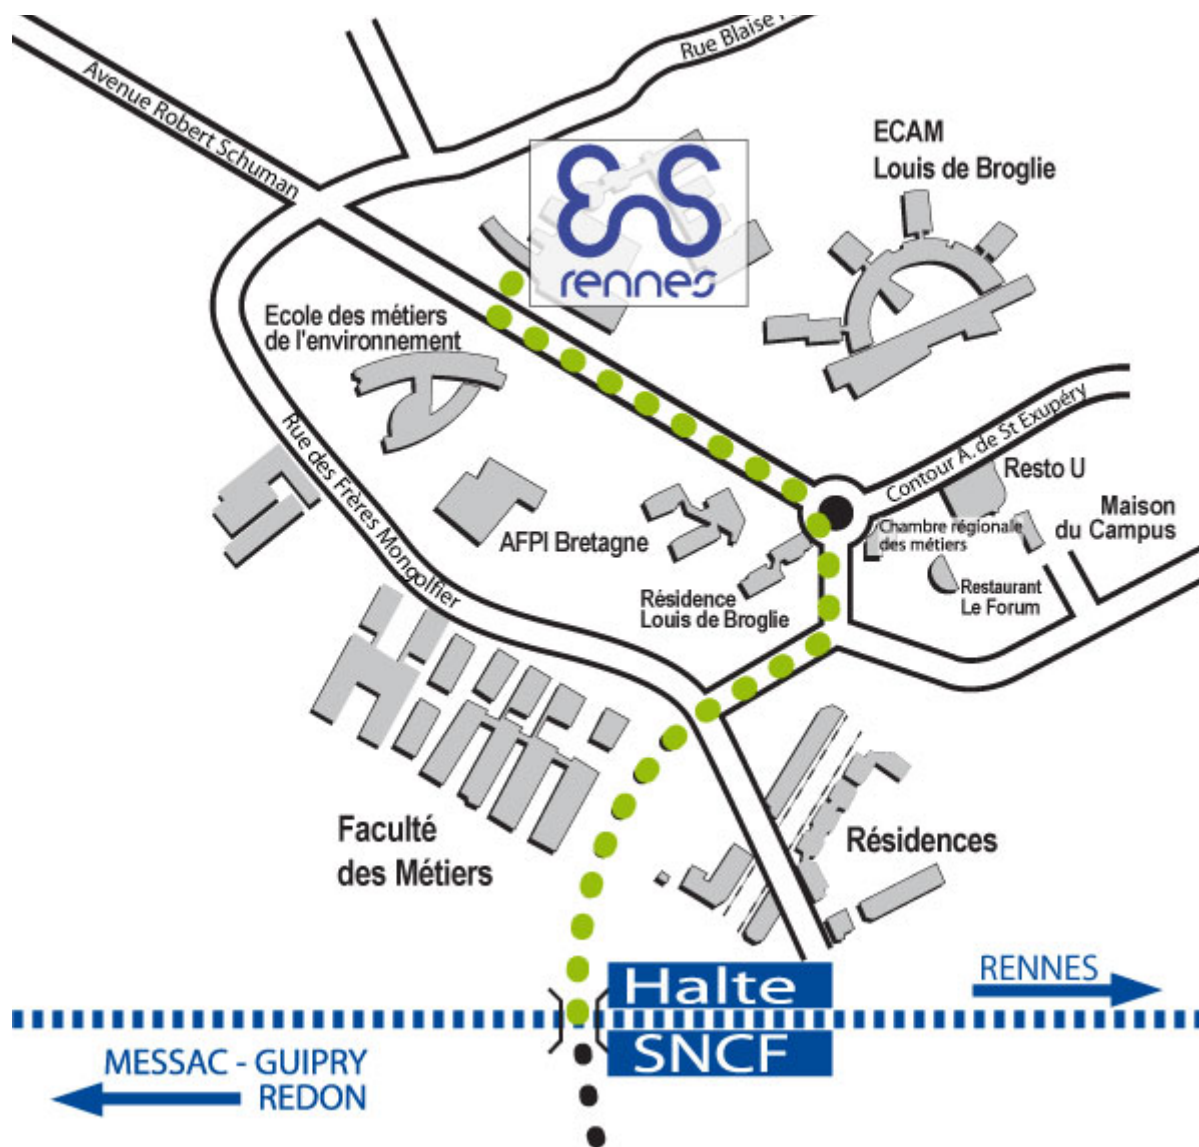 Rue Blaise
Avenue Robert Schuman
ECAM
Louis de Broglie
ENS
rennes
Ecole des métiers
de l'environnement
Rue des Frères Mongolfier
Contour A. de St Exupéry
Resto U
AFPI Bretagne
Chambre régionale
des métiers
Maison
du Campus
Résidence
Louis de Broglie
Restaurant
Le Forum
Faculté
des Métiers
Résidences
Halte
SNCF
RENNES
MESSAC - GUIPRY
REDON